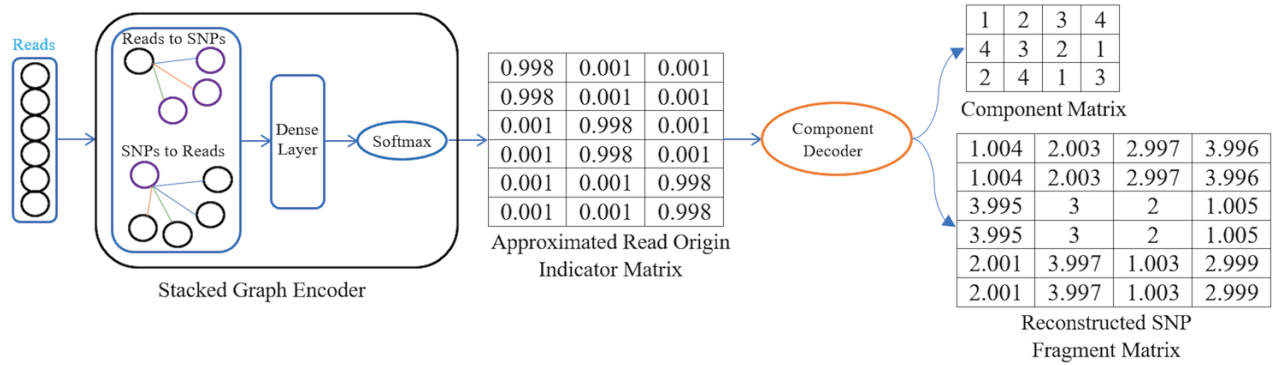 Reads
Reads to SNPs
SNPs to Reads
Dense
Layer
Softmax
Stacked Graph Encoder
0.998 0.001 0.001
0.998 0.001 0.001
0.001 0.998 0.001
0.001 0.998 0.001
0.001 0.001 0.998
0.001 0.001 0.998
Approximated Read Origin
Indicator Matrix
Component
Decoder
1 2 3 4
4 3 2 1
2 4 1 3
Component Matrix
1.004 2.003 2.997 3.996
1.004 2.003 2.997 3.996
3.995 3 2 1.005
3.995 3 2 1.005
2.001 3.997 1.003 2.999
2.001 3.997 1.003 2.999
Reconstructed SNP
Fragment Matrix